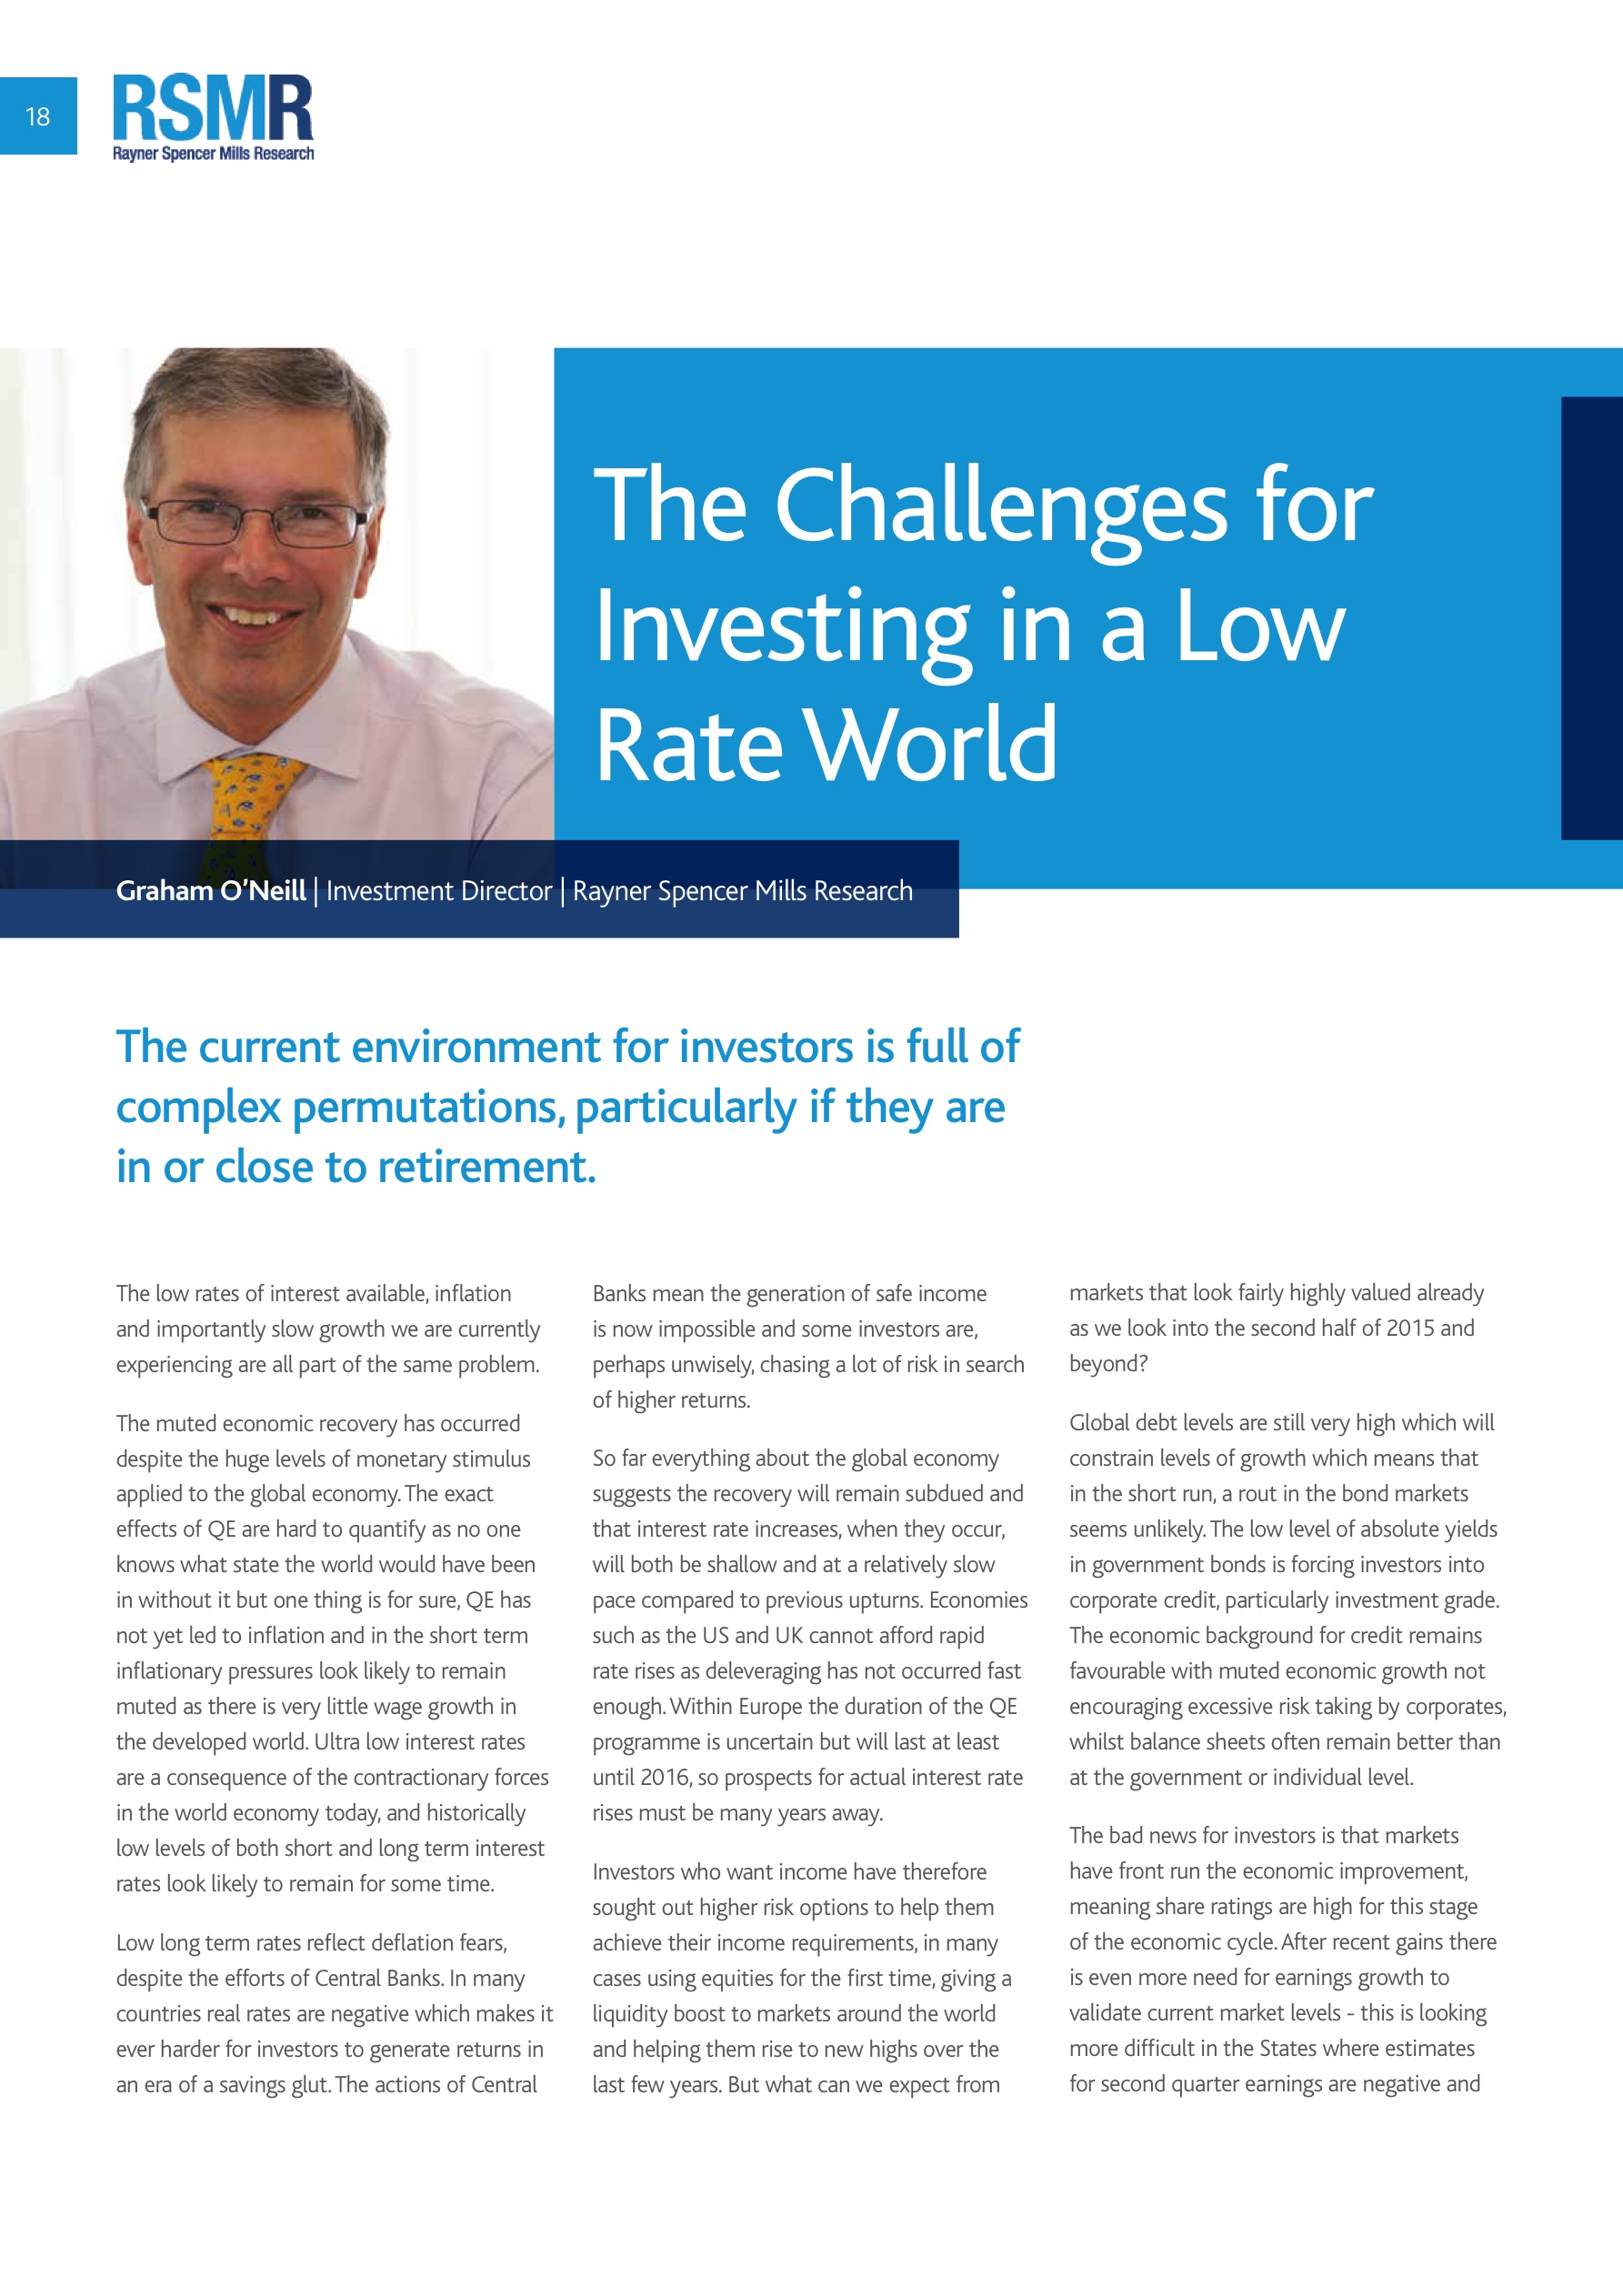 18
RSMR
Rayner Spencer Mills Research
The Challenges for
Investing in a Low
Rate World
Graham O’Neill | Investment Director | Rayner Spencer Mills Research
The current environment for investors is full of
complex permutations, particularly if they are
in or close to retirement.
The low rates of interest available, inflation
and importantly slow growth we are currently
experiencing are all part of the same problem.
The muted economic recovery has occurred
despite the huge levels of monetary stimulus
applied to the global economy. The exact
effects of QE are hard to quantify as no one
knows what state the world would have been
in without it but one thing is for sure, QE has
not yet led to inflation and in the short term
inflationary pressures look likely to remain
muted as there is very little wage growth in
the developed world. Ultra low interest rates
are a consequence of the contractionary forces
in the world economy today, and historically
low levels of both short and long term interest
rates look likely to remain for some time.
Low long term rates reflect deflation fears,
despite the efforts of Central Banks. In many
countries real rates are negative which makes it
ever harder for investors to generate returns in
an era of a savings glut. The actions of Central
Banks mean the generation of safe income
is now impossible and some investors are,
perhaps unwisely, chasing a lot of risk in search
of higher returns.
So far everything about the global economy
suggests the recovery will remain subdued and
that interest rate increases, when they occur,
will both be shallow and at a relatively slow
pace compared to previous upturns. Economies
such as the US and UK cannot afford rapid
rate rises as deleveraging has not occurred fast
enough. Within Europe the duration of the QE
programme is uncertain but will last at least
until 2016, so prospects for actual interest rate
rises must be many years away.
Investors who want income have therefore
sought out higher risk options to help them
achieve their income requirements, in many
cases using equities for the first time, giving a
liquidity boost to markets around the world
and helping them rise to new highs over the
last few years. But what can we expect from
markets that look fairly highly valued already
as we look into the second half of 2015 and
beyond?
Global debt levels are still very high which will
constrain levels of growth which means that
in the short run, a rout in the bond markets
seems unlikely. The low level of absolute yields
in government bonds is forcing investors into
corporate credit, particularly investment grade.
The economic background for credit remains
favourable with muted economic growth not
encouraging excessive risk taking by corporates,
whilst balance sheets often remain better than
at the government or individual level.
The bad news for investors is that markets
have front run the economic improvement,
meaning share ratings are high for this stage
of the economic cycle. After recent gains there
is even more need for earnings growth to
validate current market levels - this is looking
more difficult in the States where estimates
for second quarter earnings are negative and